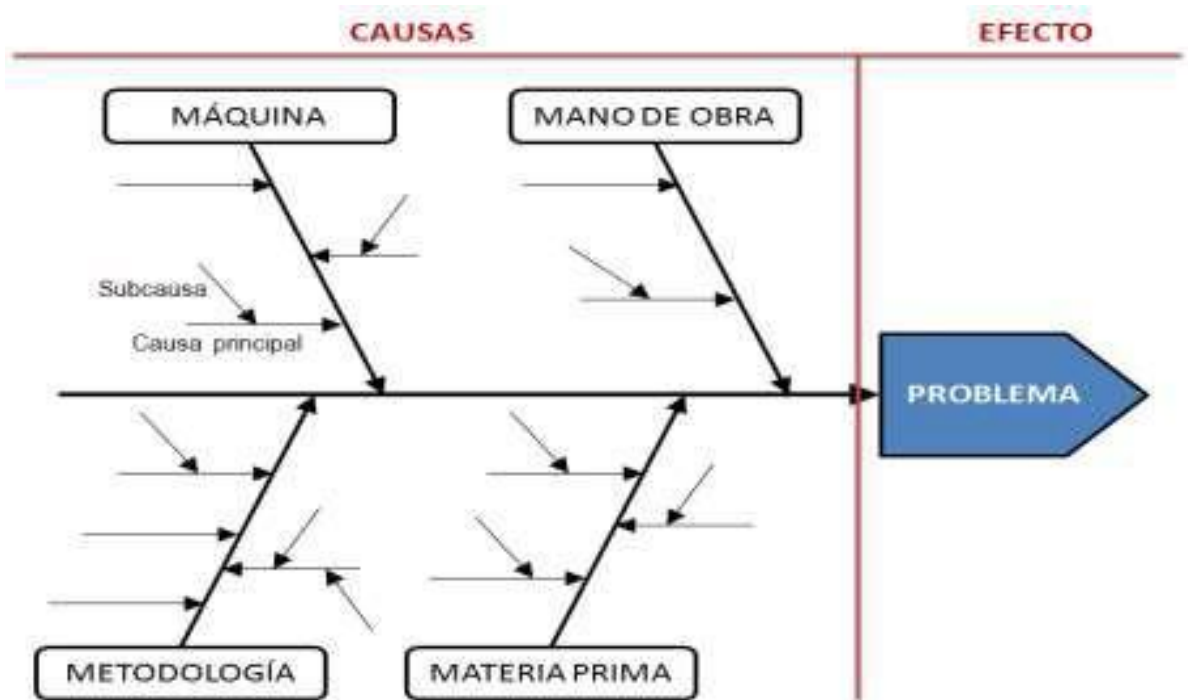 CAUSAS
EFECTO
MÁQUINA
MANO DE OBRA
Subcausa
Causa principal
PROBLEMA
METODOLOGÍA
MATERIA PRIMA